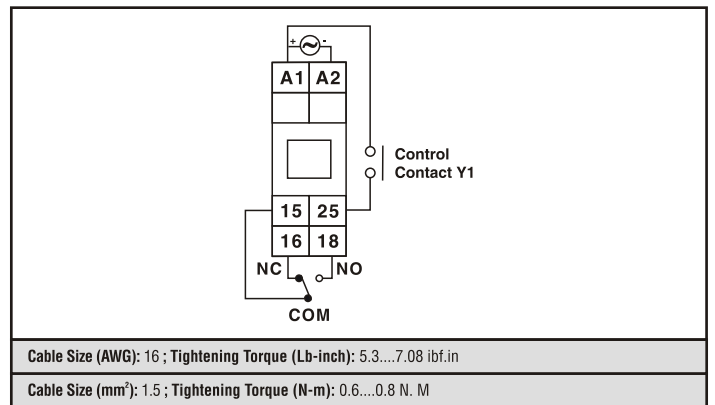 + -
A1 A2
Control
Contact Y1
15 25
16 18
NC NO
COM
Cable Size (AWG): 16 ; Tightening Torque (Lb-inch): 5.3....7.08 ibf.in
Cable Size (mm²): 1.5 ; Tightening Torque (N-m): 0.6....0.8 N. M